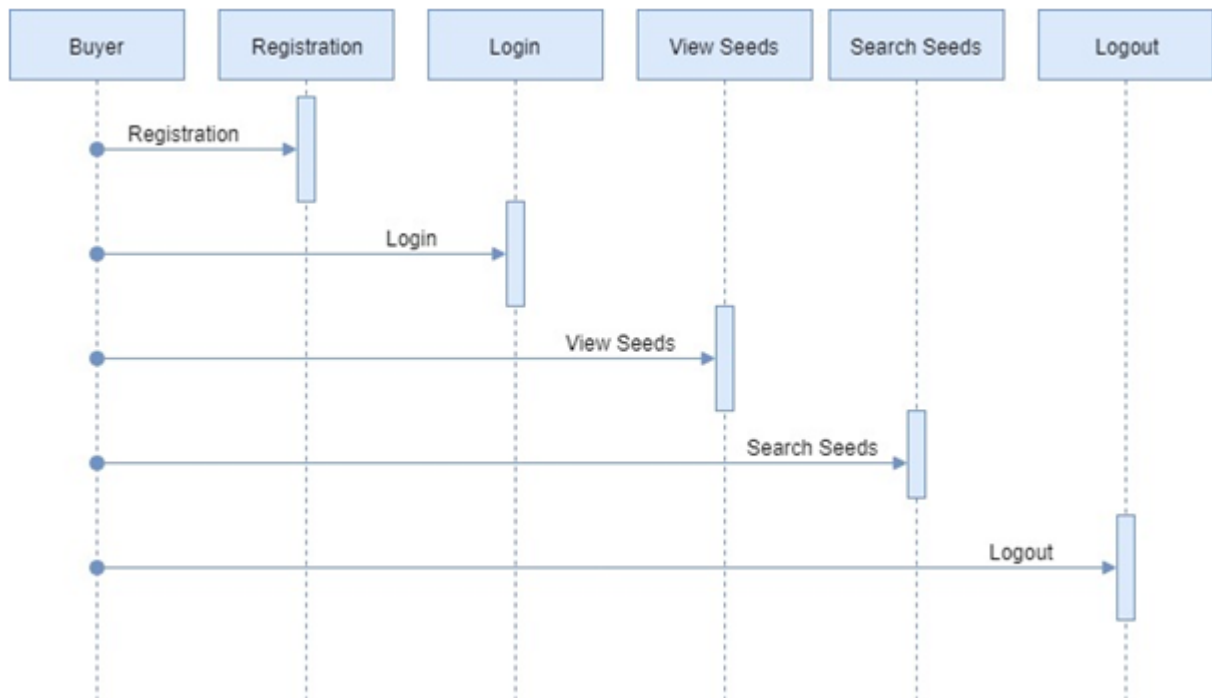 Buyer
Registration
Login
View Seeds
Search Seeds
Logout
Registration
Login
View Seeds
Search Seeds
Logout